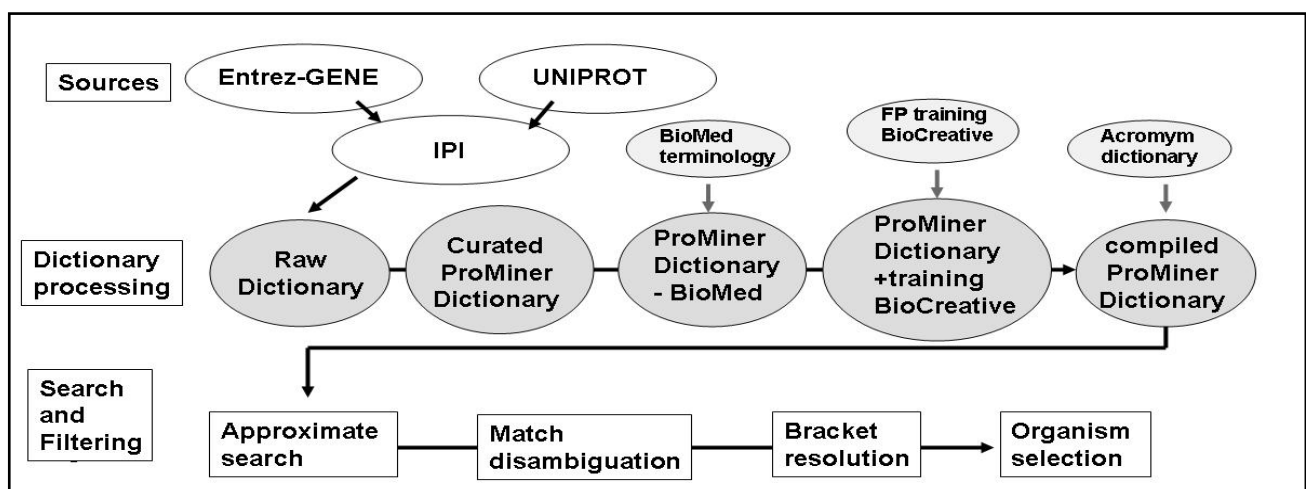 Sources
Entrez-GENE
UNIPROT
IPI
BioMed
terminology
FP training
BioCreative
Acromym
dictionary
Dictionary
processing
Raw
Dictionary
Curated
ProMiner
Dictionary
ProMiner
Dictionary
- BioMed
ProMiner
Dictionary
+training
BioCreative
compiled
ProMiner
Dictionary
Search
and
Filtering
Approximate
search
Match
disambiguation
Bracket
resolution
Organism
selection